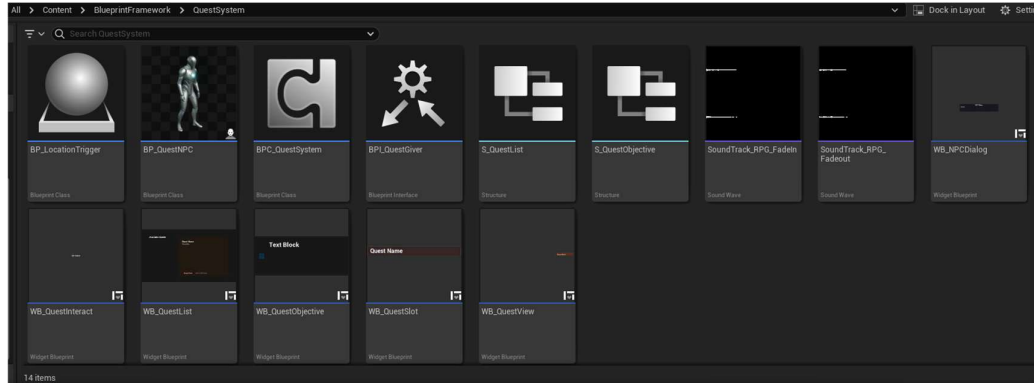 All > Content > BlueprintFramework > QuestSystem
Dock in Layout
Search QuestSystem
BP_LocationTrigger
Blueprint Class
BP_QuestNPC
Blueprint Class
BPC_QuestSystem
Blueprint Class
BPI_QuestGiver
Blueprint Interface
S_QuestList
Structure
S_QuestObjective
Structure
SoundTrack_RPG_FadeIn
Sound Wave
SoundTrack_RPG_
Fadeout
Sound Wave
WB_NPCDialog
Widget Blueprint
WB_QuestInteract
Widget Blueprint
WB_QuestList
Widget Blueprint
Text Block
WB_QuestObjective
Widget Blueprint
Quest Name
WB_QuestSlot
Widget Blueprint
WB_QuestView
Widget Blueprint
14 items